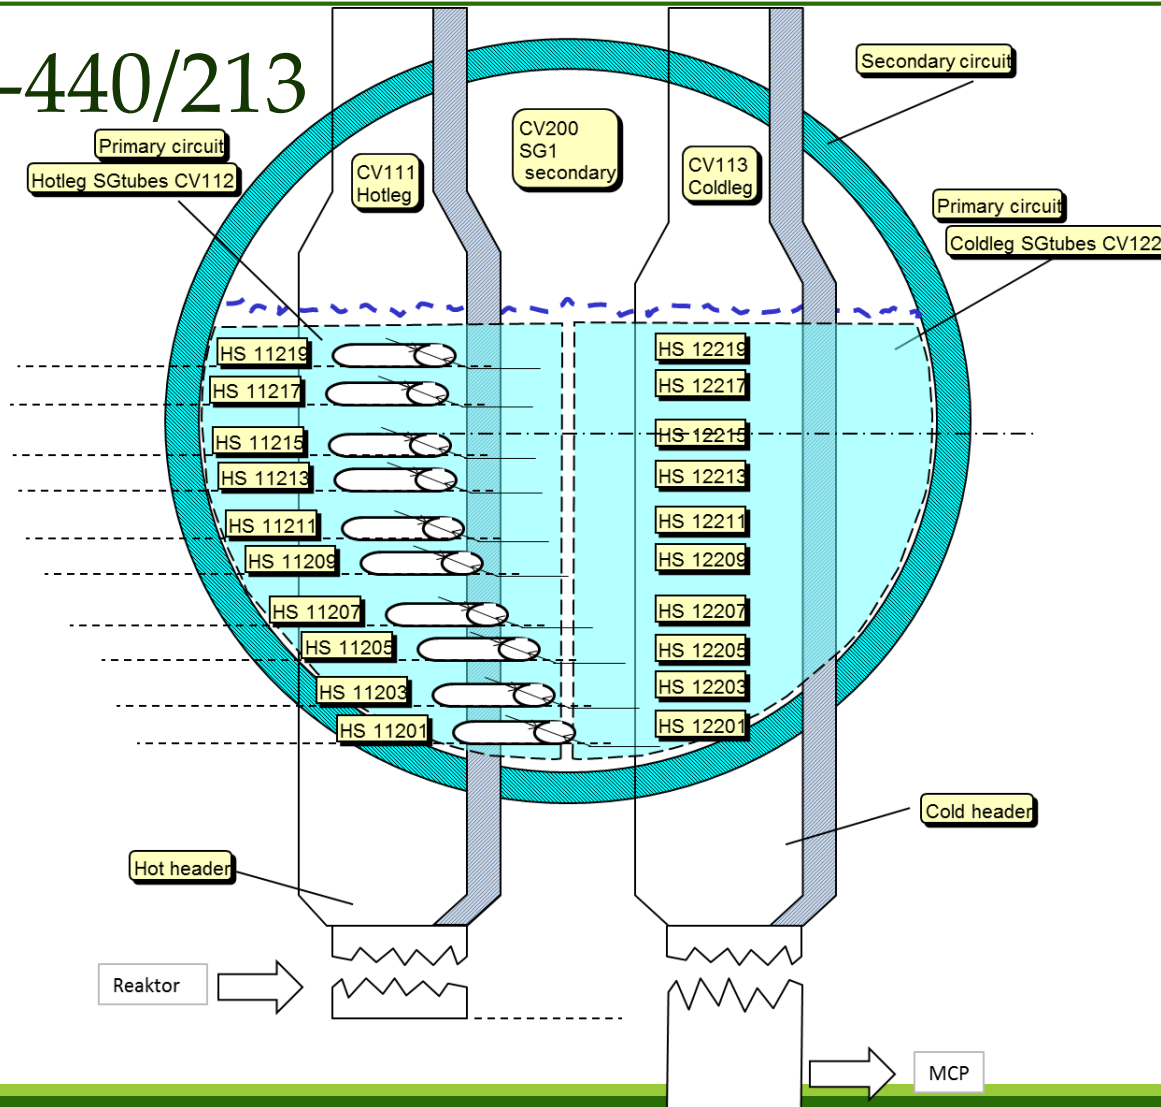 -440/213
Secondary circuit
Primary circuit
Hotleg SGtubes CV112
CV111
Hotleg
CV200
SG1
secondary
CV113
Coldleg
Primary circuit
Coldleg SGtubes CV122
HS 11219
HS 12219
HS 11217
HS 12217
HS 11215
HS 12215
HS 11213
HS 12213
HS 11211
HS 12211
HS 11209
HS 12209
HS 11207
HS 12207
HS 11205
HS 12205
HS 11203
HS 12203
HS 11201
HS 12201
Cold header
Hot header
Reaktor
MCP